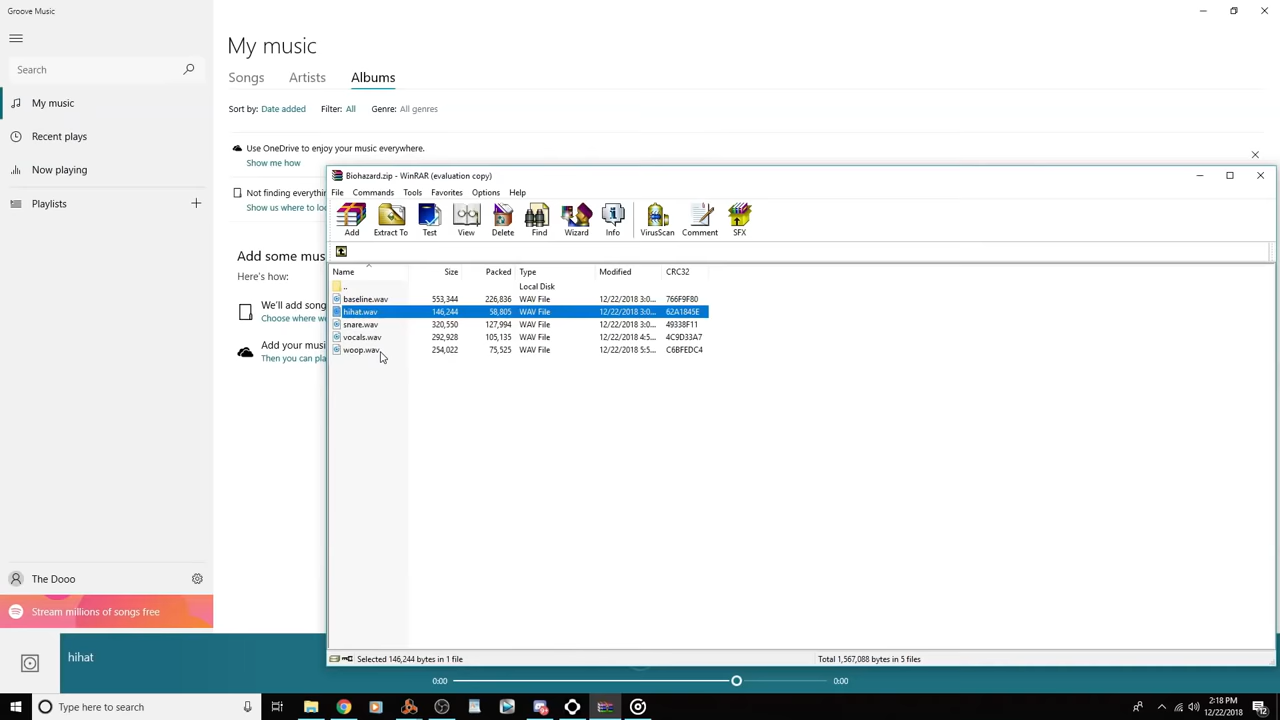 Groove Music
Search
My music
Recent plays
Now playing
Playlists
The Dooo
Stream millions of songs free
My music
Songs Artists Albums
Sort by: Date added Filter: All Genre: All genres
Use OneDrive to enjoy your music everywhere.
Show me how
Not finding everythin
Show us where to lo
Add some mus
Here's how:
We'll add song
Choose where we
Add your musi
Then you can pla
Biohazard.zip - WinRAR (evaluation copy)
File Commands Tools Favorites Options Help
Add Extract To Test View Delete Find Wizard Info VirusScan Comment SFX
Name Size Packed Type Modified CRC32
.. Local Disk
baseline.wav 553,344 226,836 WAV File 12/22/2018 3:0... 766F9F80
hihat.wav 146,244 58,805 WAV File 12/22/2018 3:0... 62A1845E
snare.wav 320,550 127,994 WAV File 12/22/2018 3:0... 49338F11
vocals.wav 292,928 105,135 WAV File 12/22/2018 4:5... 4C9D33A7
woop.wav 254,022 75,525 WAV File 12/22/2018 5:5... C6BFEDC4
Selected 146,244 bytes in 1 file Total 1,567,088 bytes in 5 files
hihat
0:00 0:00
Type here to search
2:18 PM
12/22/2018
12